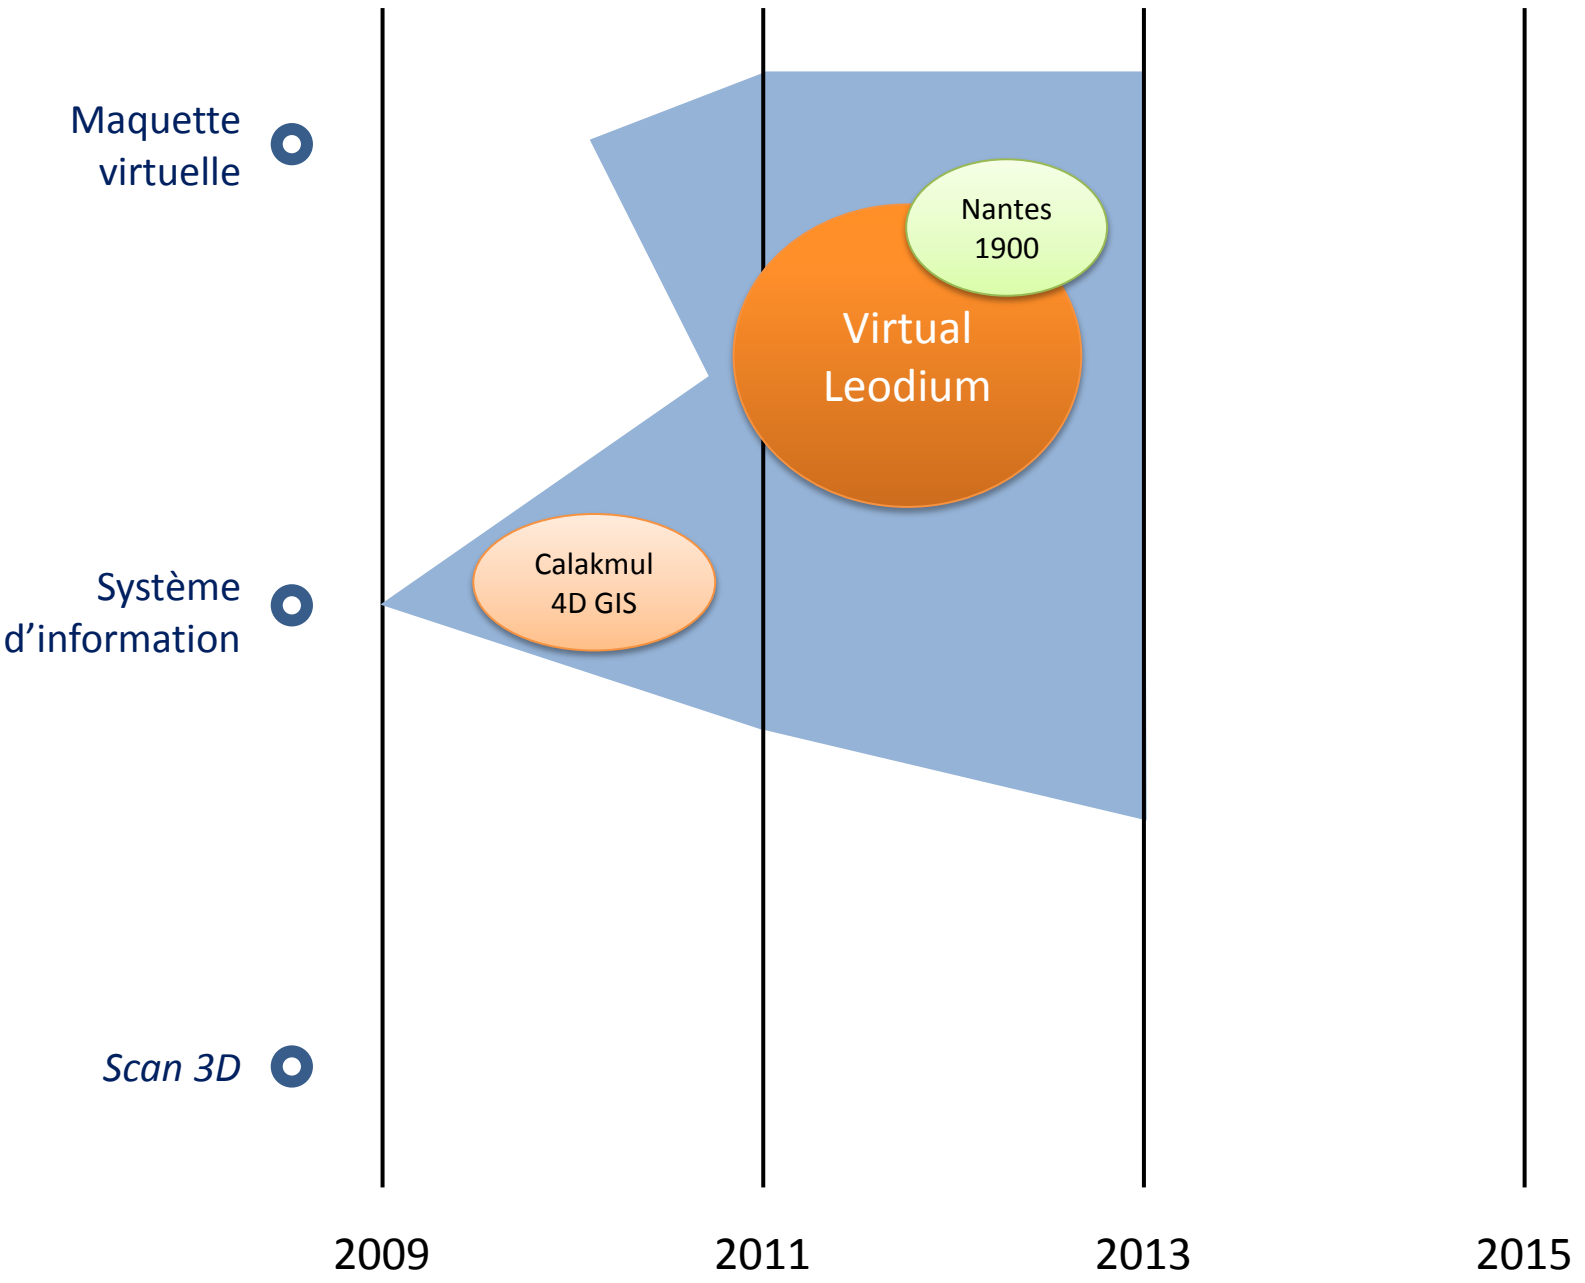 Maquette
virtuelle
Nantes
1900
Virtual
Leodium
Calakmul
4D GIS
Système
d’information
Scan 3D
2009
2011
2013
2015